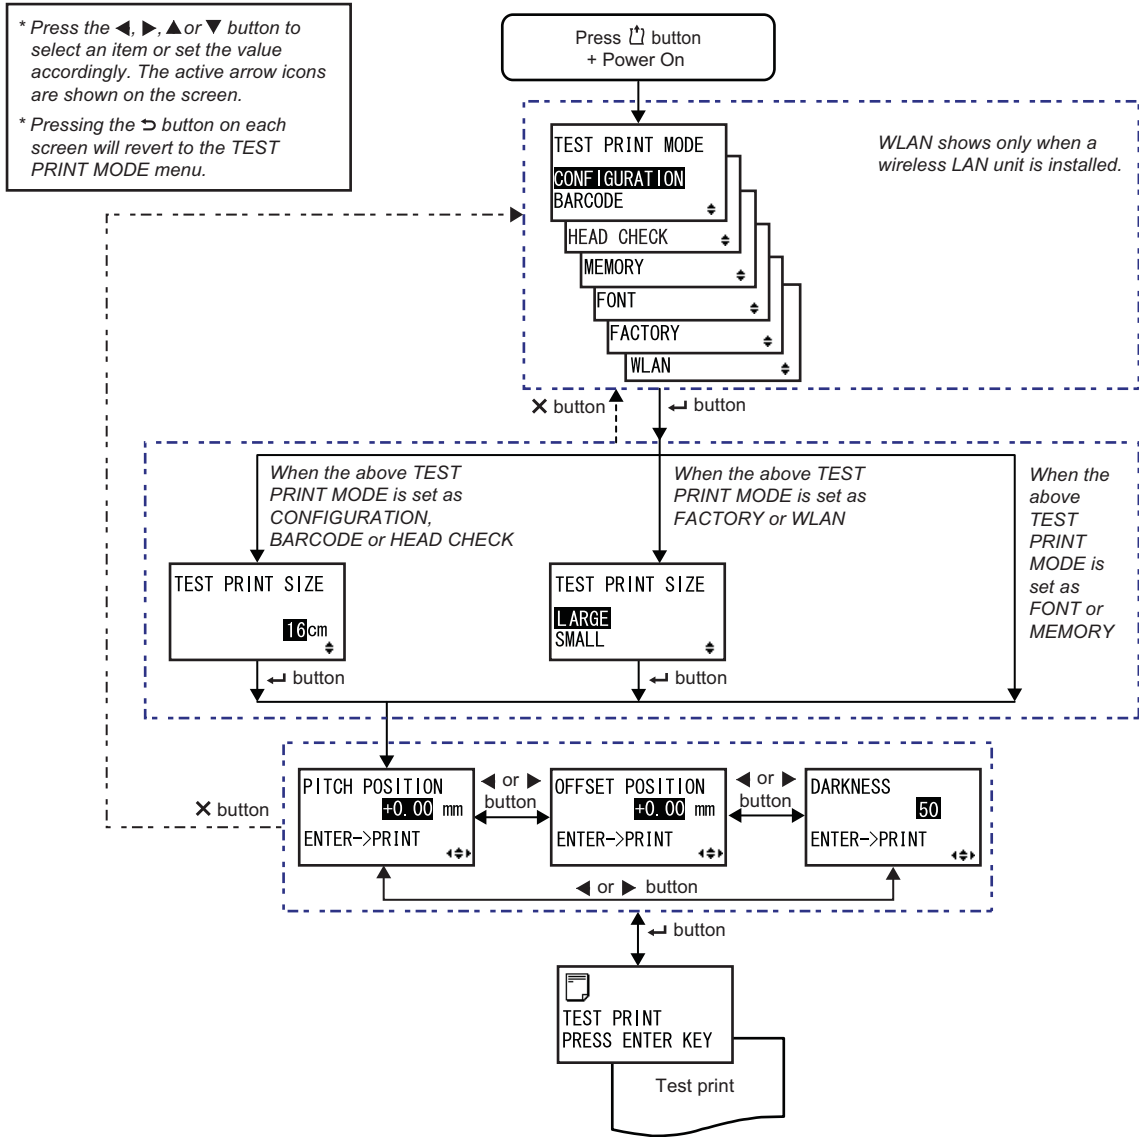 * Press the ◀, ▶, ▲ or ▼ button to
select an item or set the value
accordingly. The active arrow icons
are shown on the screen.
* Pressing the ⮌ button on each
screen will revert to the TEST
PRINT MODE menu.
Press button
+ Power On
TEST PRINT MODE
CONFIGURATION
BARCODE
HEAD CHECK
MEMORY
FONT
FACTORY
WLAN
WLAN shows only when a
wireless LAN unit is installed.
✕ button
↵ button
When the above TEST
PRINT MODE is set as
CONFIGURATION,
BARCODE or HEAD CHECK
When the above TEST
PRINT MODE is set as
FACTORY or WLAN
When the
above
TEST
PRINT
MODE is
set as
FONT or
MEMORY
TEST PRINT SIZE
16cm
↵ button
TEST PRINT SIZE
LARGE
SMALL
↵ button
✕ button
PITCH POSITION
+0.00 mm
ENTER->PRINT
◀ or ▶
button
OFFSET POSITION
+0.00 mm
ENTER->PRINT
◀ or ▶
button
DARKNESS
50
ENTER->PRINT
◀ or ▶ button
↵ button
TEST PRINT
PRESS ENTER KEY
Test print